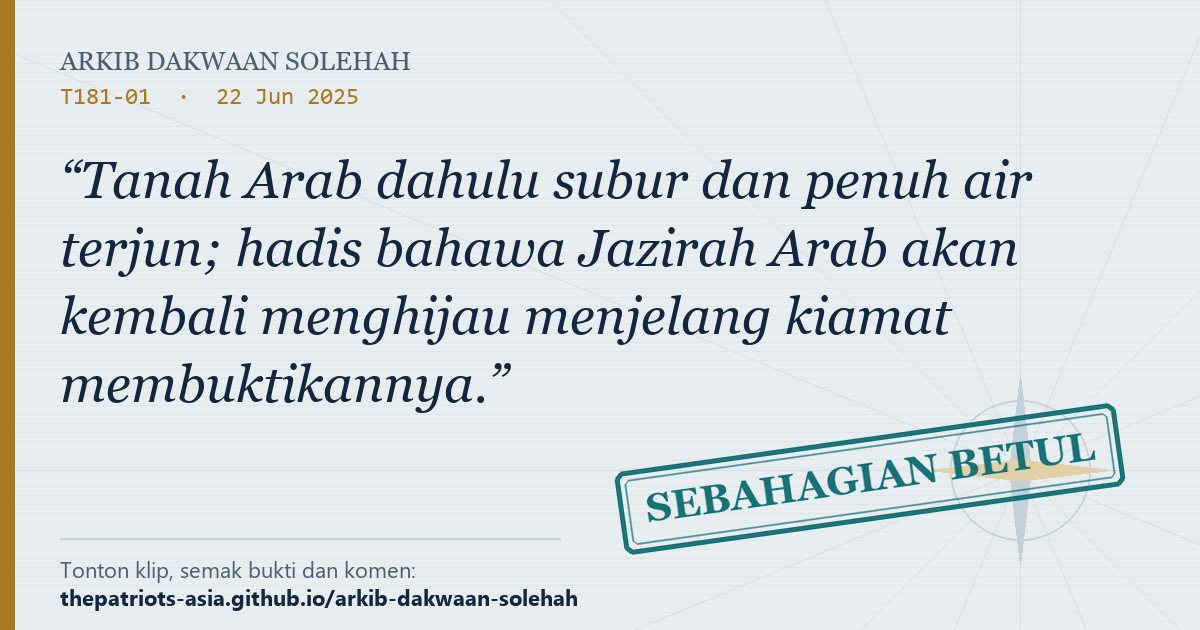 ARKIB DAKWAAN SOLEHAH
T181-01 · 22 Jun 2025
“Tanah Arab dahulu subur dan penuh air
terjun; hadis bahawa Jazirah Arab akan
kembali menghijau menjelang kiamat
membuktikannya.”
SEBAHAGIAN BETUL
Tonton klip, semak bukti dan komen:
thepatriots-asia.github.io/arkib-dakwaan-solehah